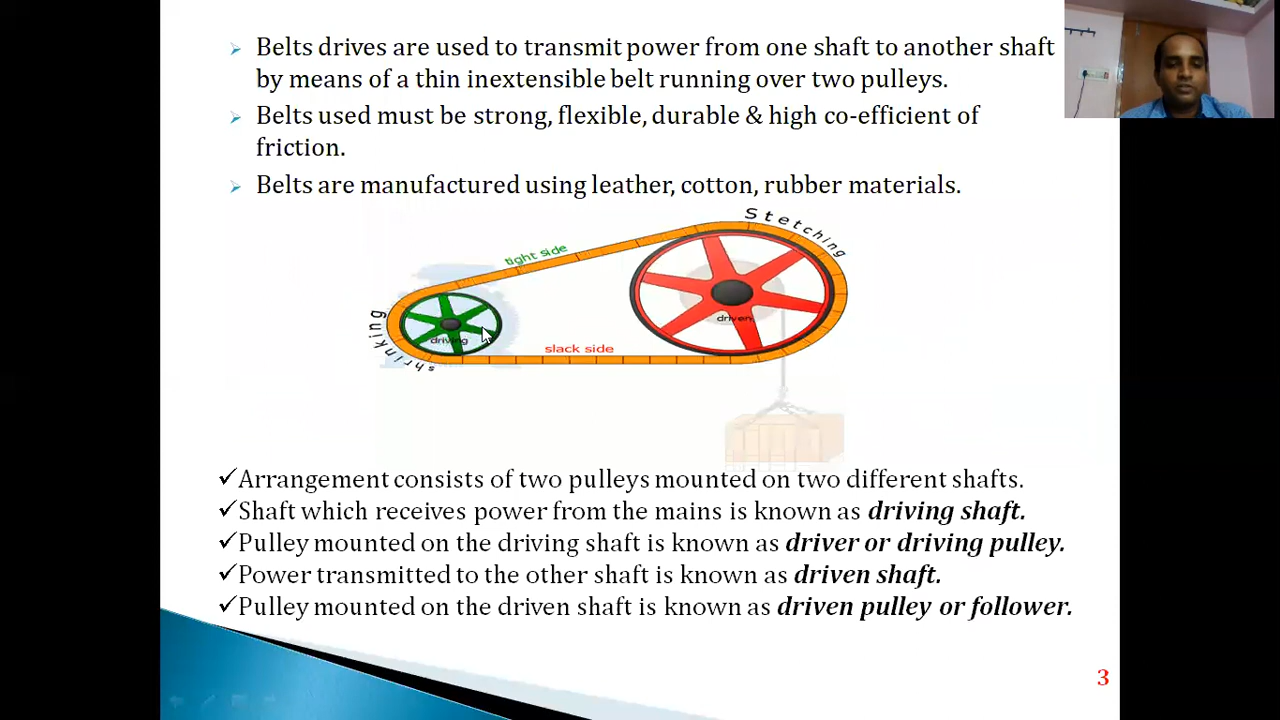 Belts drives are used to transmit power from one shaft to another shaft
by means of a thin inextensible belt running over two pulleys.
Belts used must be strong, flexible, durable & high co-efficient of
friction.
Belts are manufactured using leather, cotton, rubber materials.
Stetching
tight side
driven
driving
shrinking
slack side
✓Arrangement consists of two pulleys mounted on two different shafts.
✓Shaft which receives power from the mains is known as driving shaft.
✓Pulley mounted on the driving shaft is known as driver or driving pulley.
✓Power transmitted to the other shaft is known as driven shaft.
✓Pulley mounted on the driven shaft is known as driven pulley or follower.
3